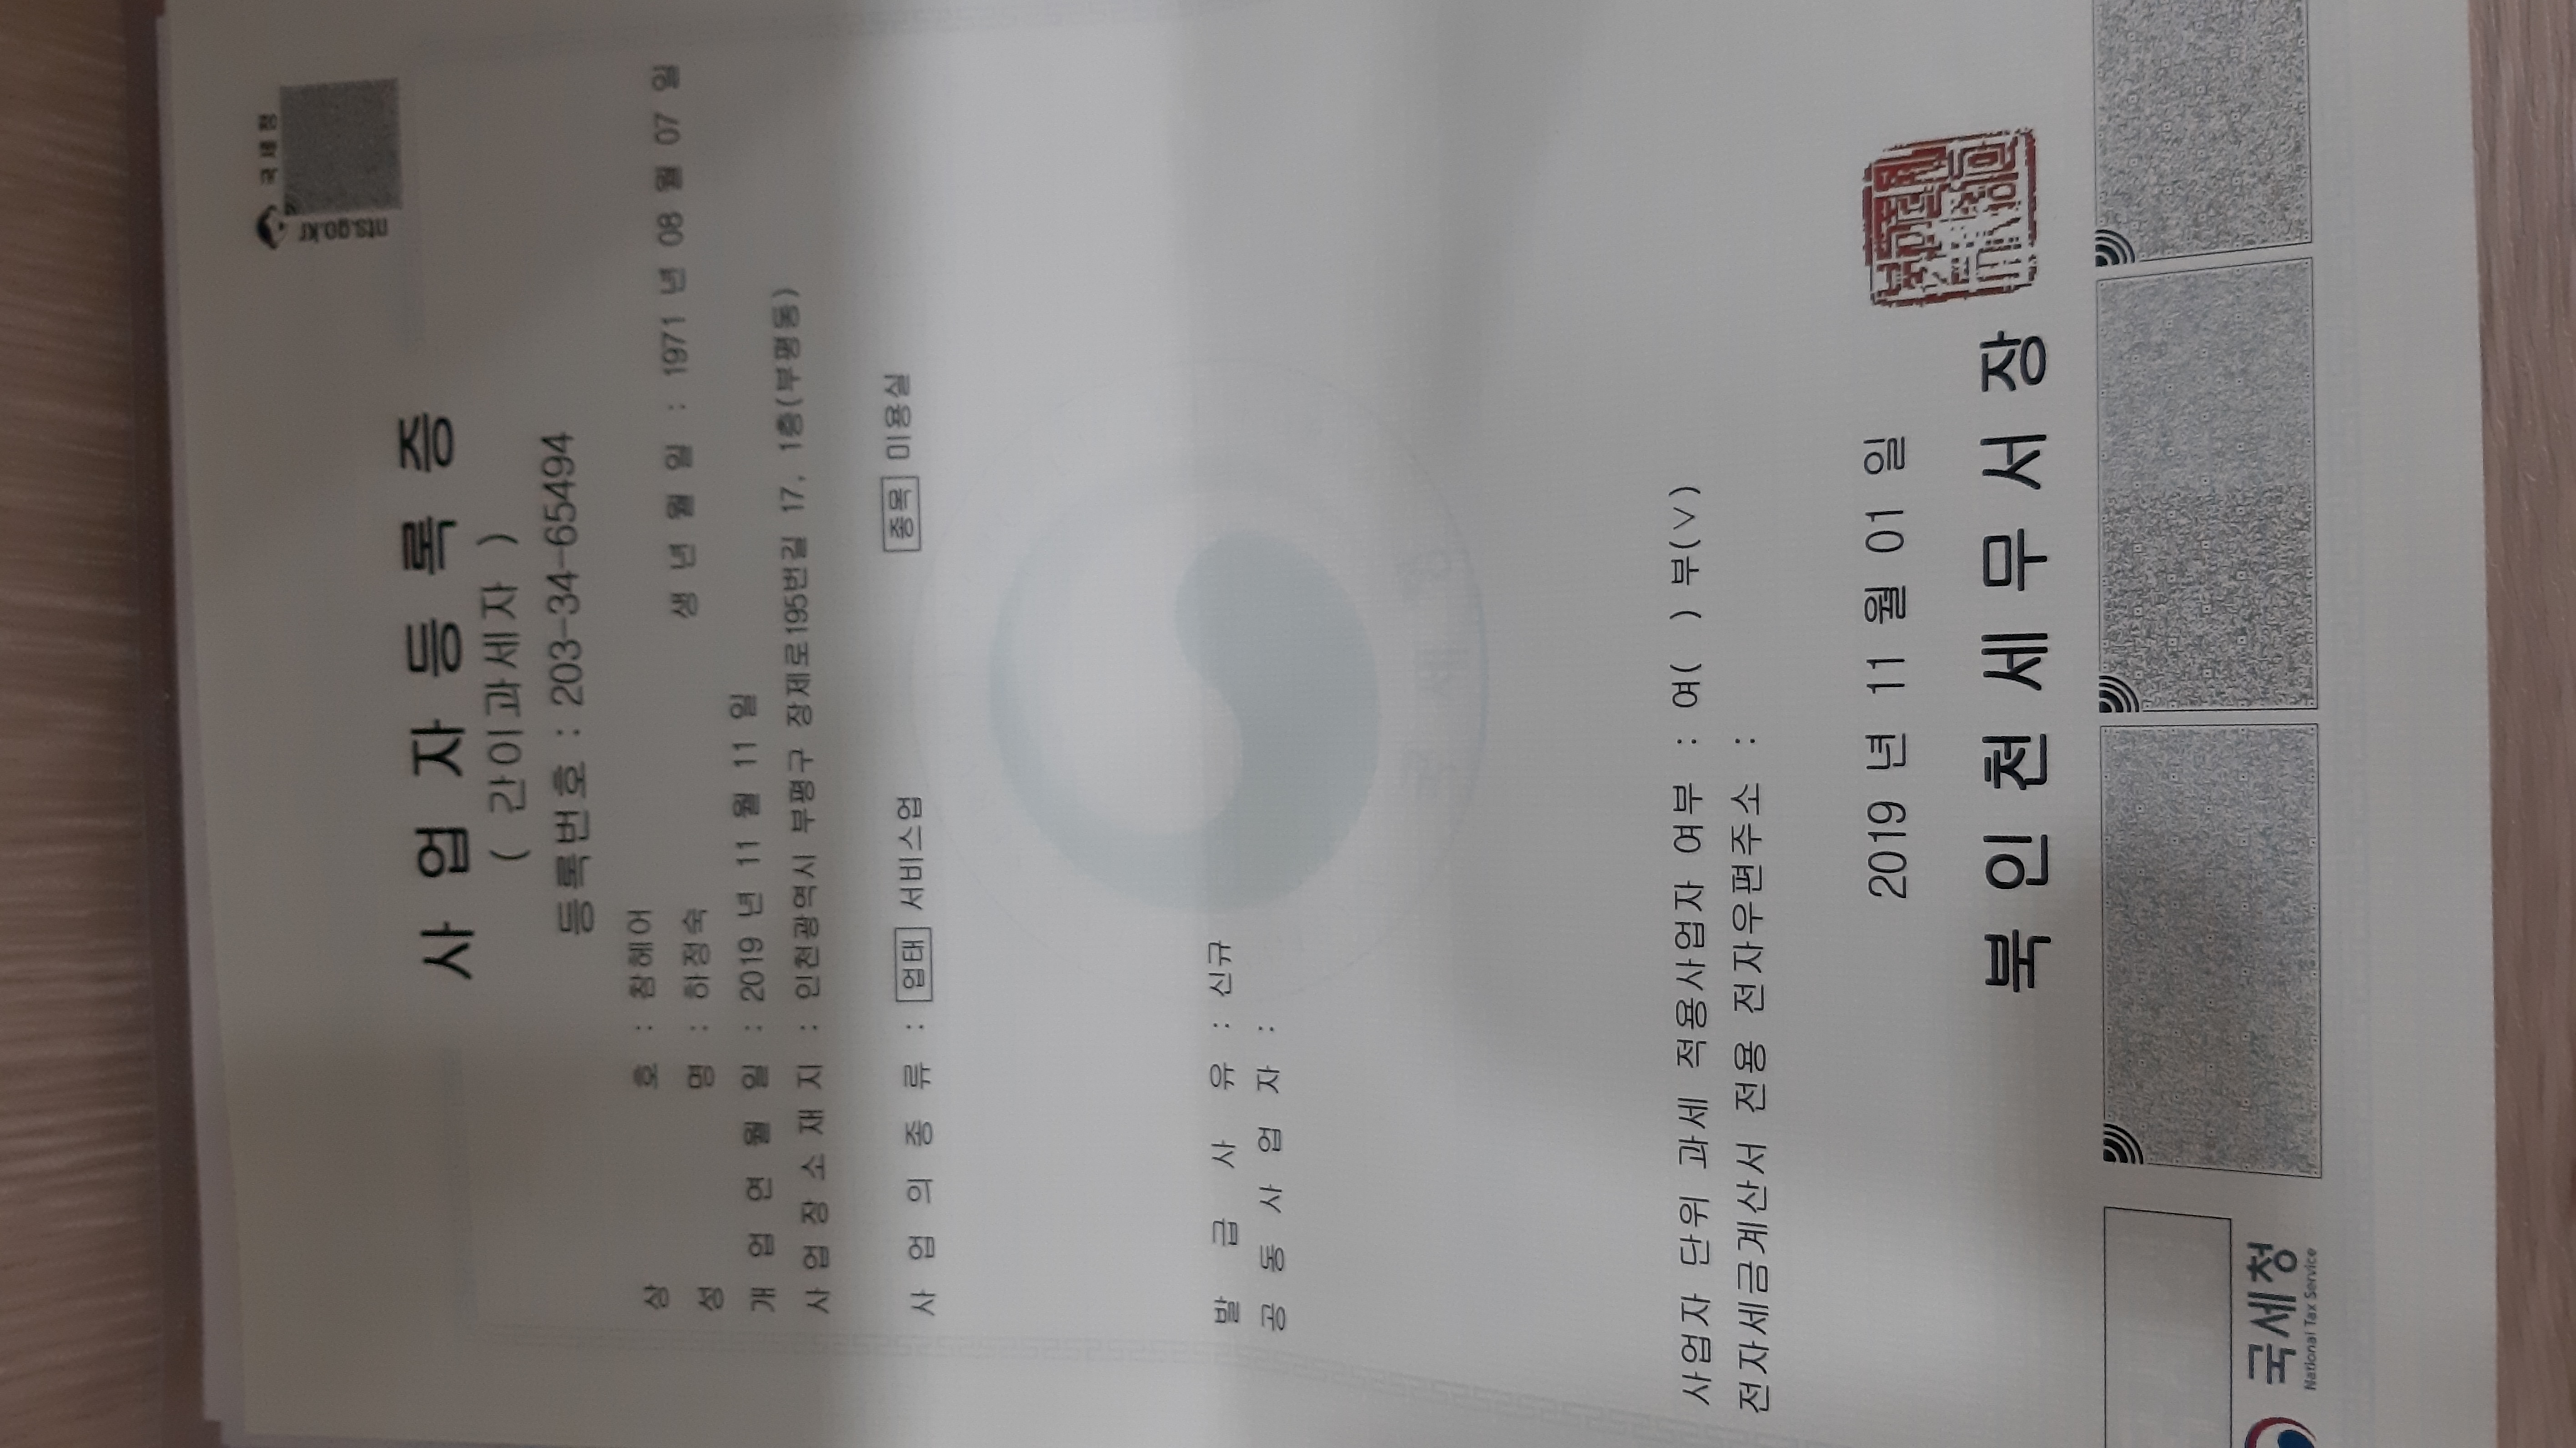 국세청
nts.go.kr
사업자등록증
( 간이과세자 )
등록번호 : 203-34-65494
상 호 : 참헤어
성 명 : 하정숙 생 년 월 일 : 1971 년 08 월 07 일
개 업 연 월 일 : 2019 년 11 월 11 일
사 업 장 소 재 지 : 인천광역시 부평구 장제로195번길 17, 1층(부평동)
사 업 의 종 류 : 업태 서비스업 종목 미용실
발 급 사 유 : 신규
공 동 사 업 자 :
사업자 단위 과세 적용사업자 여부 : 여( ) 부(∨)
전자세금계산서 전용 전자우편주소 :
2019 년 11 월 01 일
북인천세무서장
국세청
National Tax Service